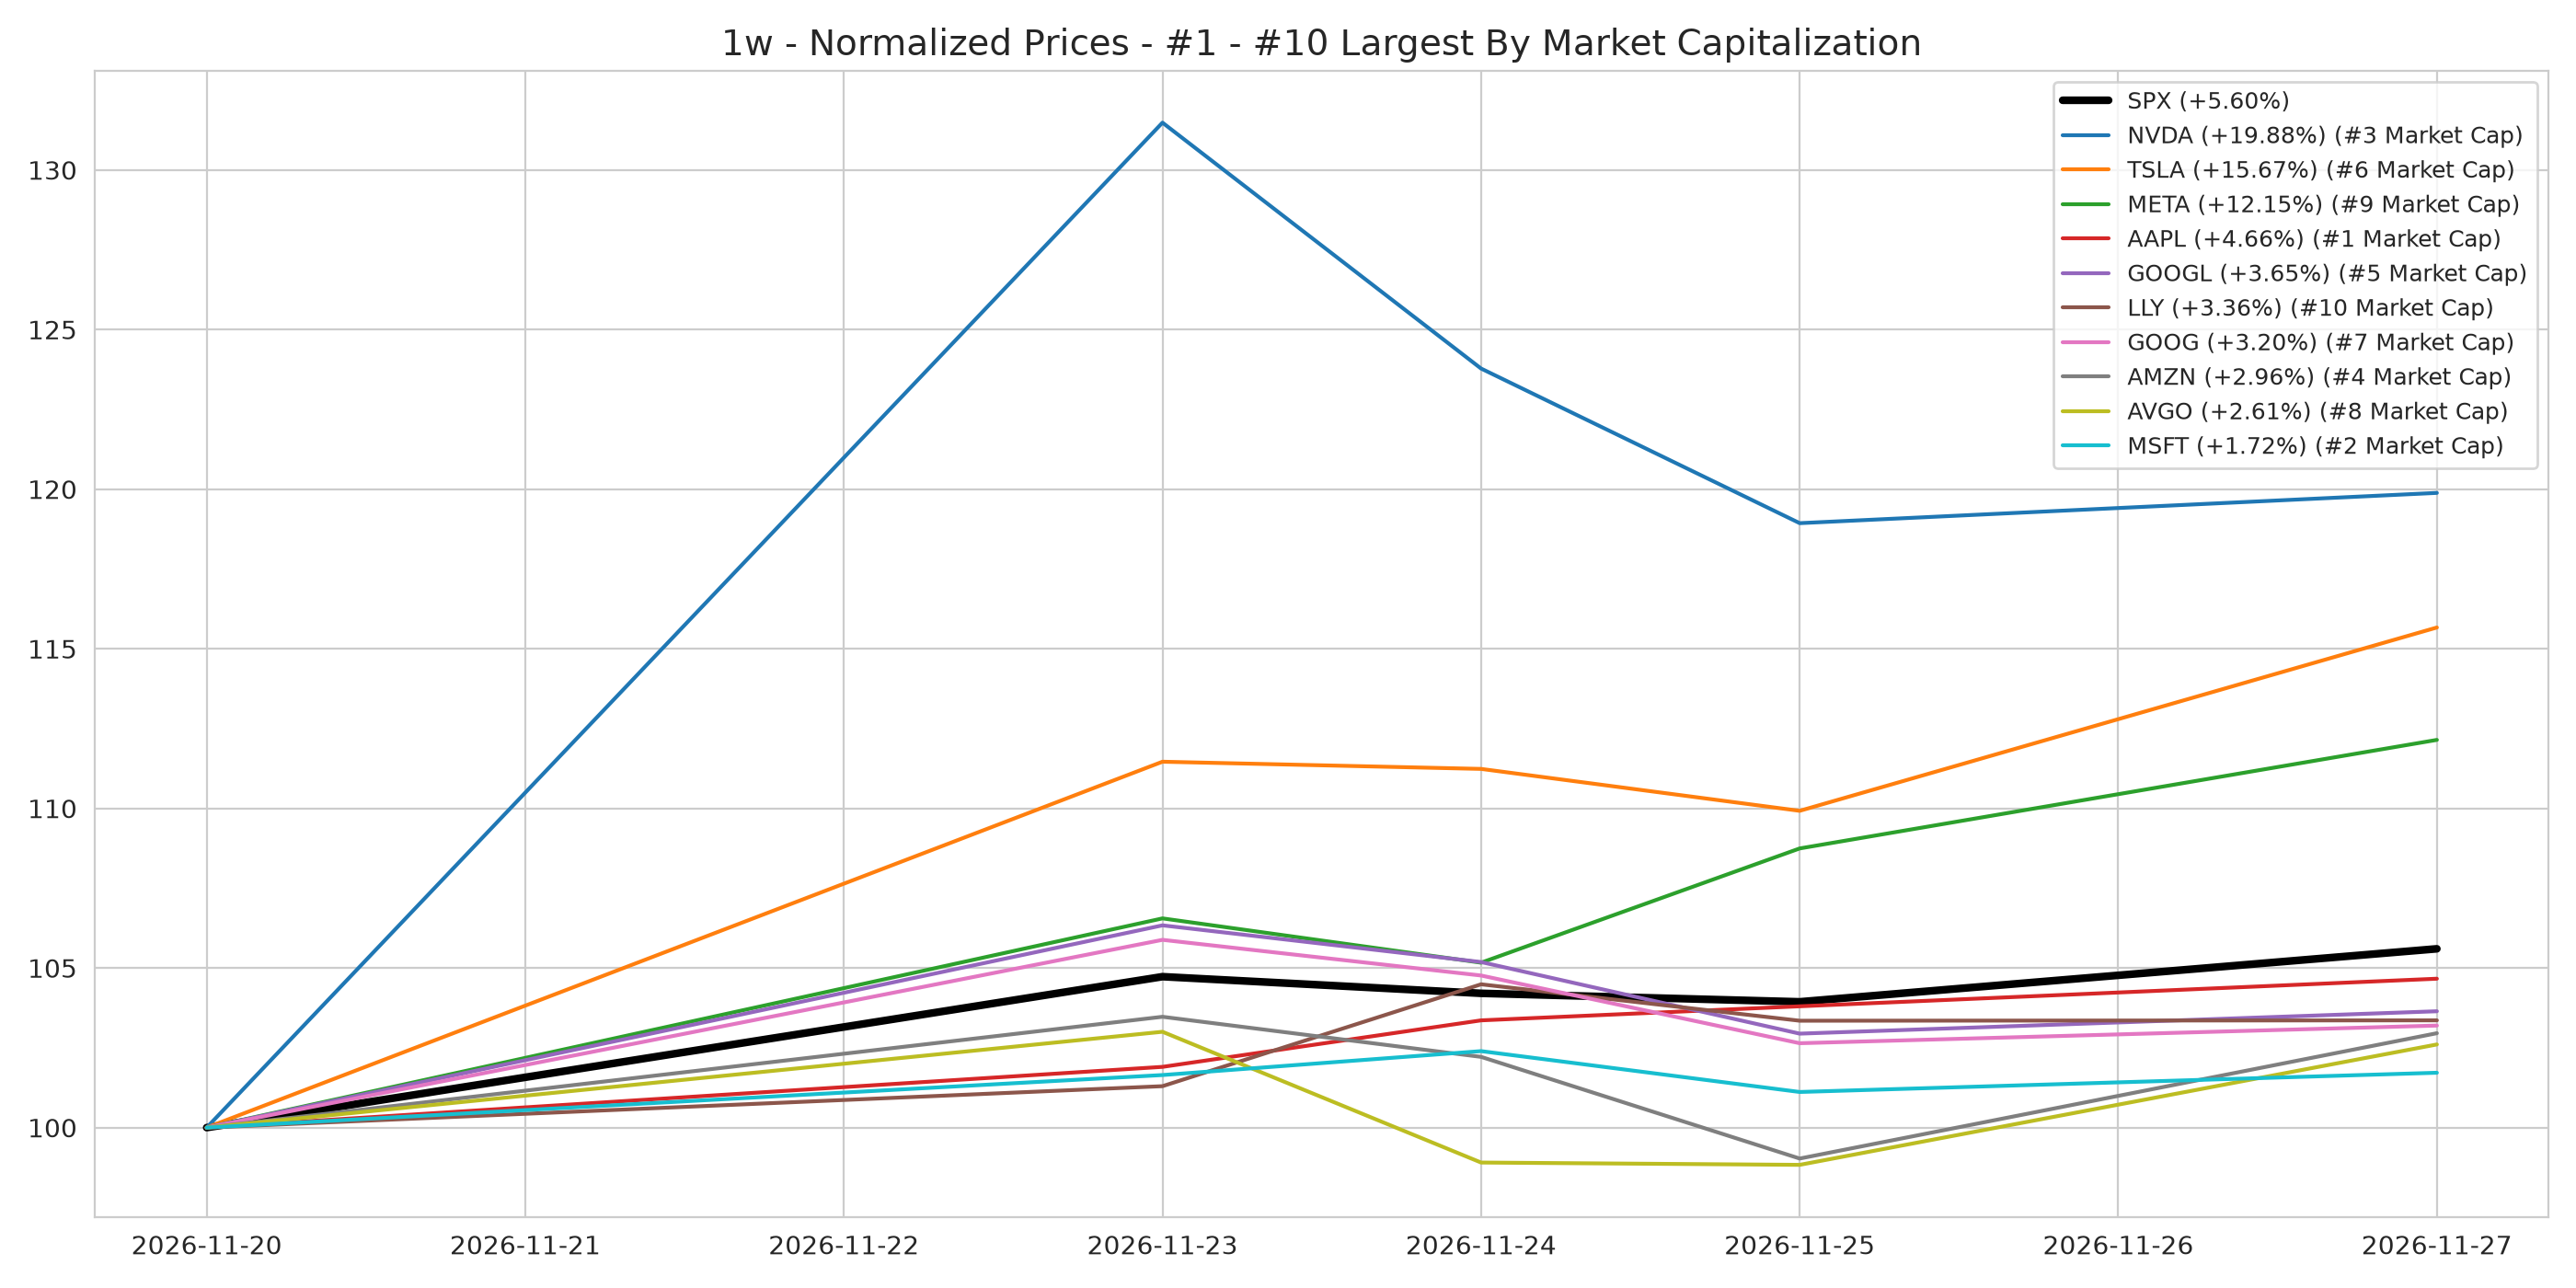 1w - Normalized Prices - #1 - #10 Largest By Market Capitalization
SPX (+5.60%)
NVDA (+19.88%) (#3 Market Cap)
TSLA (+15.67%) (#6 Market Cap)
META (+12.15%) (#9 Market Cap)
AAPL (+4.66%) (#1 Market Cap)
GOOGL (+3.65%) (#5 Market Cap)
LLY (+3.36%) (#10 Market Cap)
GOOG (+3.20%) (#7 Market Cap)
AMZN (+2.96%) (#4 Market Cap)
AVGO (+2.61%) (#8 Market Cap)
MSFT (+1.72%) (#2 Market Cap)
130
125
120
115
110
105
100
2026-11-20 2026-11-21 2026-11-22 2026-11-23 2026-11-24 2026-11-25 2026-11-26 2026-11-27